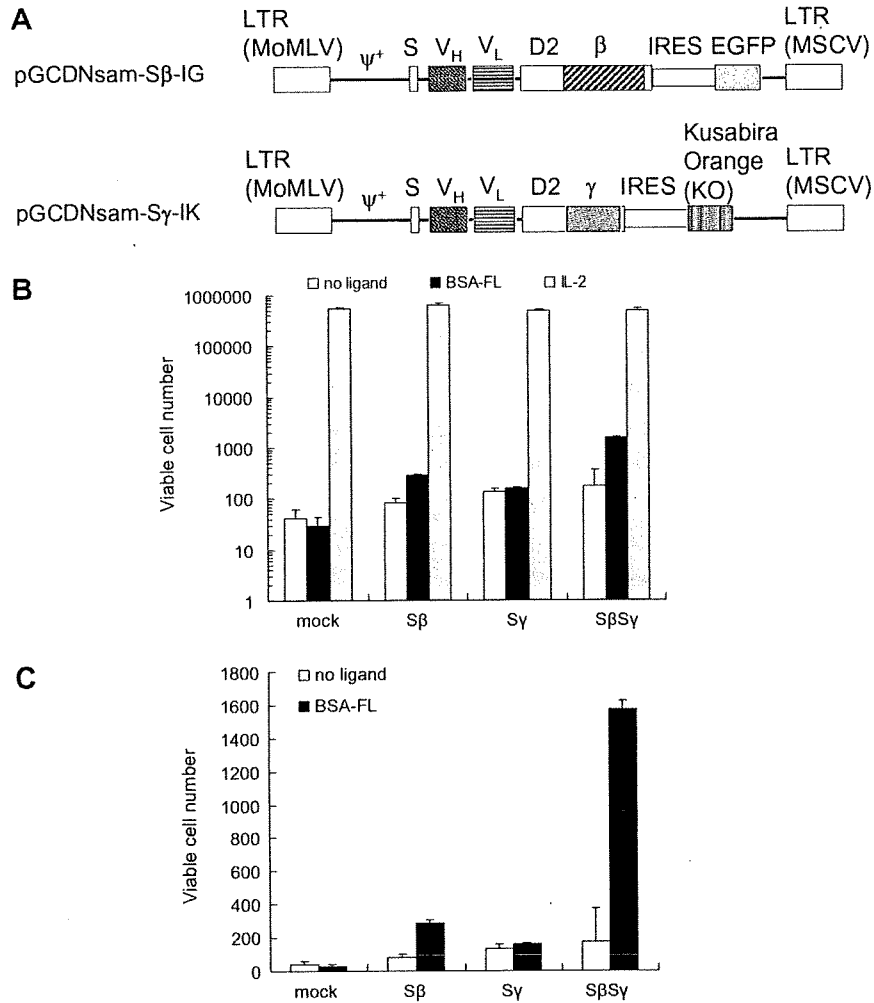 A
LTR
(MoMLV)
Ψ+
S
VH
VL
D2
β
IRES
EGFP
LTR
(MSCV)
pGCDNsam-Sβ-IG
LTR
(MoMLV)
Ψ+
S
VH
VL
D2
γ
IRES
Kusabira
Orange
(KO)
LTR
(MSCV)
pGCDNsam-Sγ-IK
B
no ligand
BSA-FL
IL-2
Viable cell number
1000000
100000
10000
1000
100
10
1
mock
Sβ
Sγ
SβSγ
C
no ligand
BSA-FL
Viable cell number
1800
1600
1400
1200
1000
800
600
400
200
0
mock
Sβ
Sγ
SβSγ